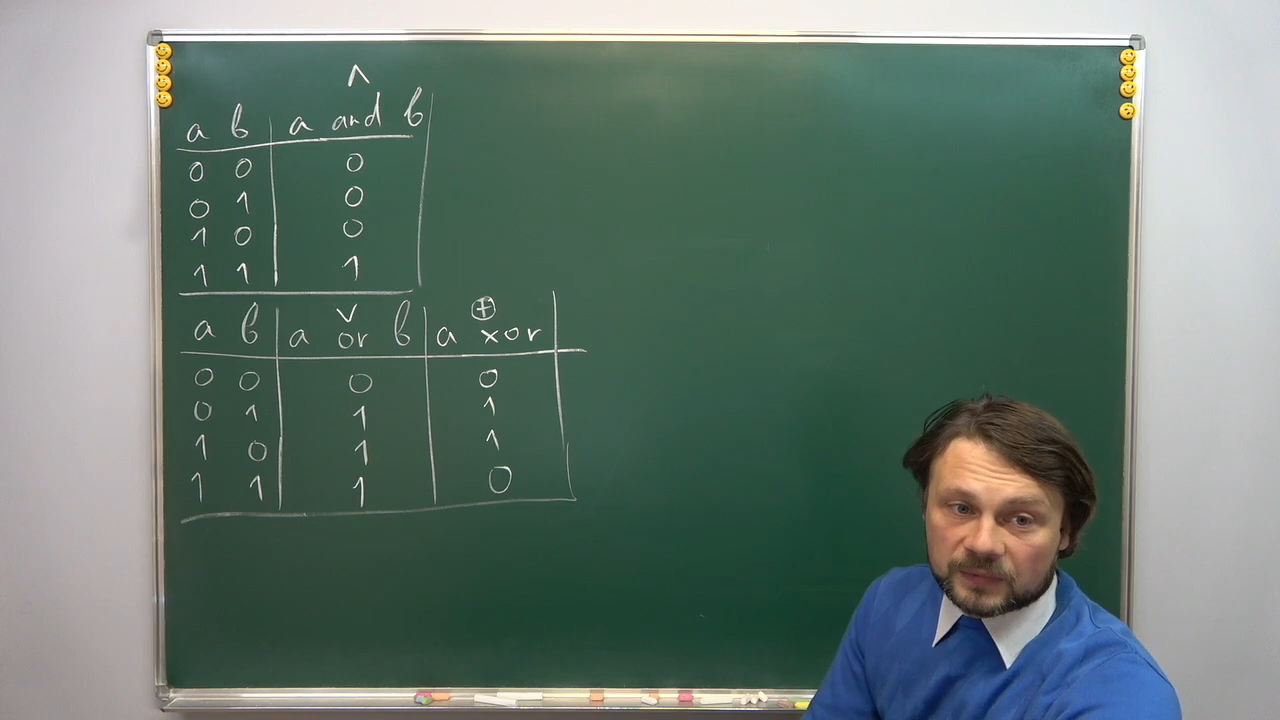 ∧
a b a and b
0 0 0
0 1 0
1 0 0
1 1 1
∨ ⊕
a b a or b a xor
0 0 0 0
0 1 1 1
1 0 1 1
1 1 1 0